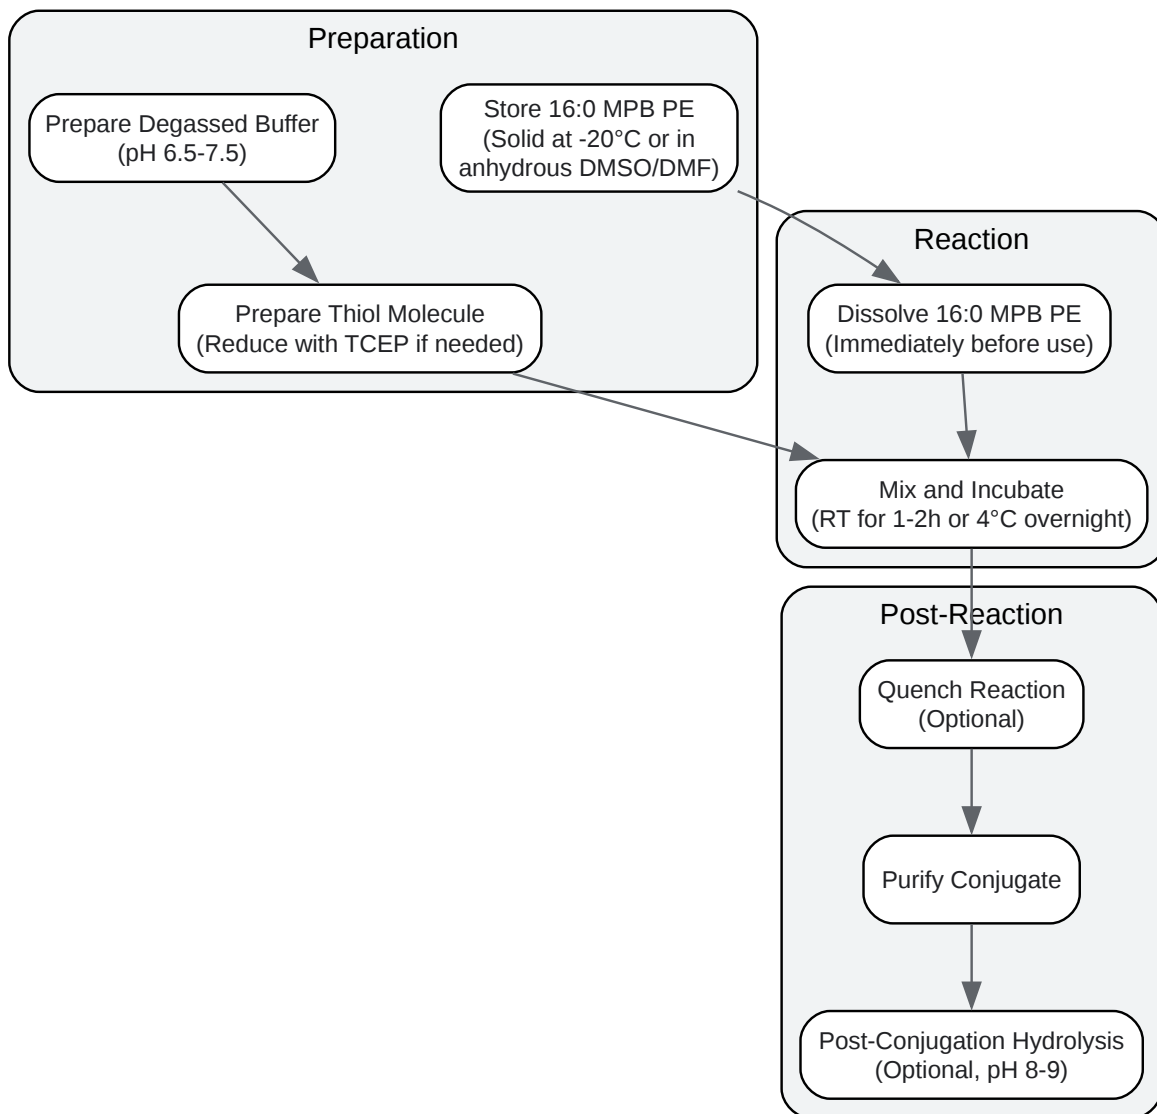 Preparation
Prepare Degassed Buffer
(pH 6.5-7.5)
Store 16:0 MPB PE
(Solid at -20°C or in
anhydrous DMSO/DMF)
Prepare Thiol Molecule
(Reduce with TCEP if needed)
Reaction
Dissolve 16:0 MPB PE
(Immediately before use)
Mix and Incubate
(RT for 1-2h or 4°C overnight)
Post-Reaction
Quench Reaction
(Optional)
Purify Conjugate
Post-Conjugation Hydrolysis
(Optional, pH 8-9)